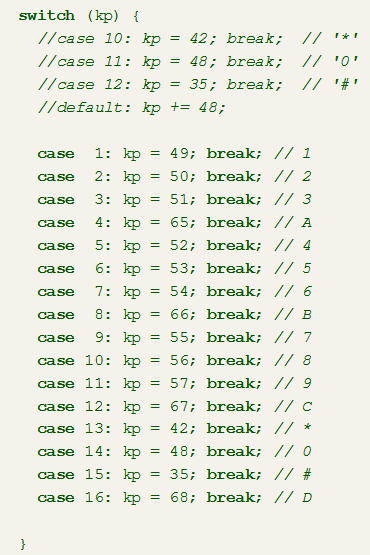 switch (kp) {
//case 10: kp = 42; break;  // '*'
//case 11: kp = 48; break;  // '0'
//case 12: kp = 35; break;  // '#'
//default: kp += 48;
case  1: kp = 49; break; // 1
case  2: kp = 50; break; // 2
case  3: kp = 51; break; // 3
case  4: kp = 65; break; // A
case  5: kp = 52; break; // 4
case  6: kp = 53; break; // 5
case  7: kp = 54; break; // 6
case  8: kp = 66; break; // B
case  9: kp = 55; break; // 7
case 10: kp = 56; break; // 8
case 11: kp = 57; break; // 9
case 12: kp = 67; break; // C
case 13: kp = 42; break; // *
case 14: kp = 48; break; // 0
case 15: kp = 35; break; // #
case 16: kp = 68; break; // D
}